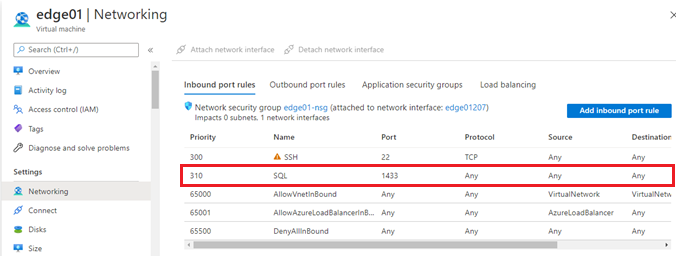 edge01 | Networking
Virtual machine
Search (Ctrl+/)
Attach network interface Detach network interface
Overview
Activity log
Access control (IAM)
Tags
Diagnose and solve problems
Settings
Networking
Connect
Disks
Size
Inbound port rules Outbound port rules Application security groups Load balancing
Network security group edge01-nsg (attached to network interface: edge01207)
Impacts 0 subnets, 1 network interfaces
Add inbound port rule
Priority Name Port Protocol Source Destination
300 SSH 22 TCP Any Any
310 SQL 1433 Any Any Any
65000 AllowVnetInBound Any Any VirtualNetwork VirtualNetw
65001 AllowAzureLoadBalancerInB... Any Any AzureLoadBalancer Any
65500 DenyAllInBound Any Any Any Any